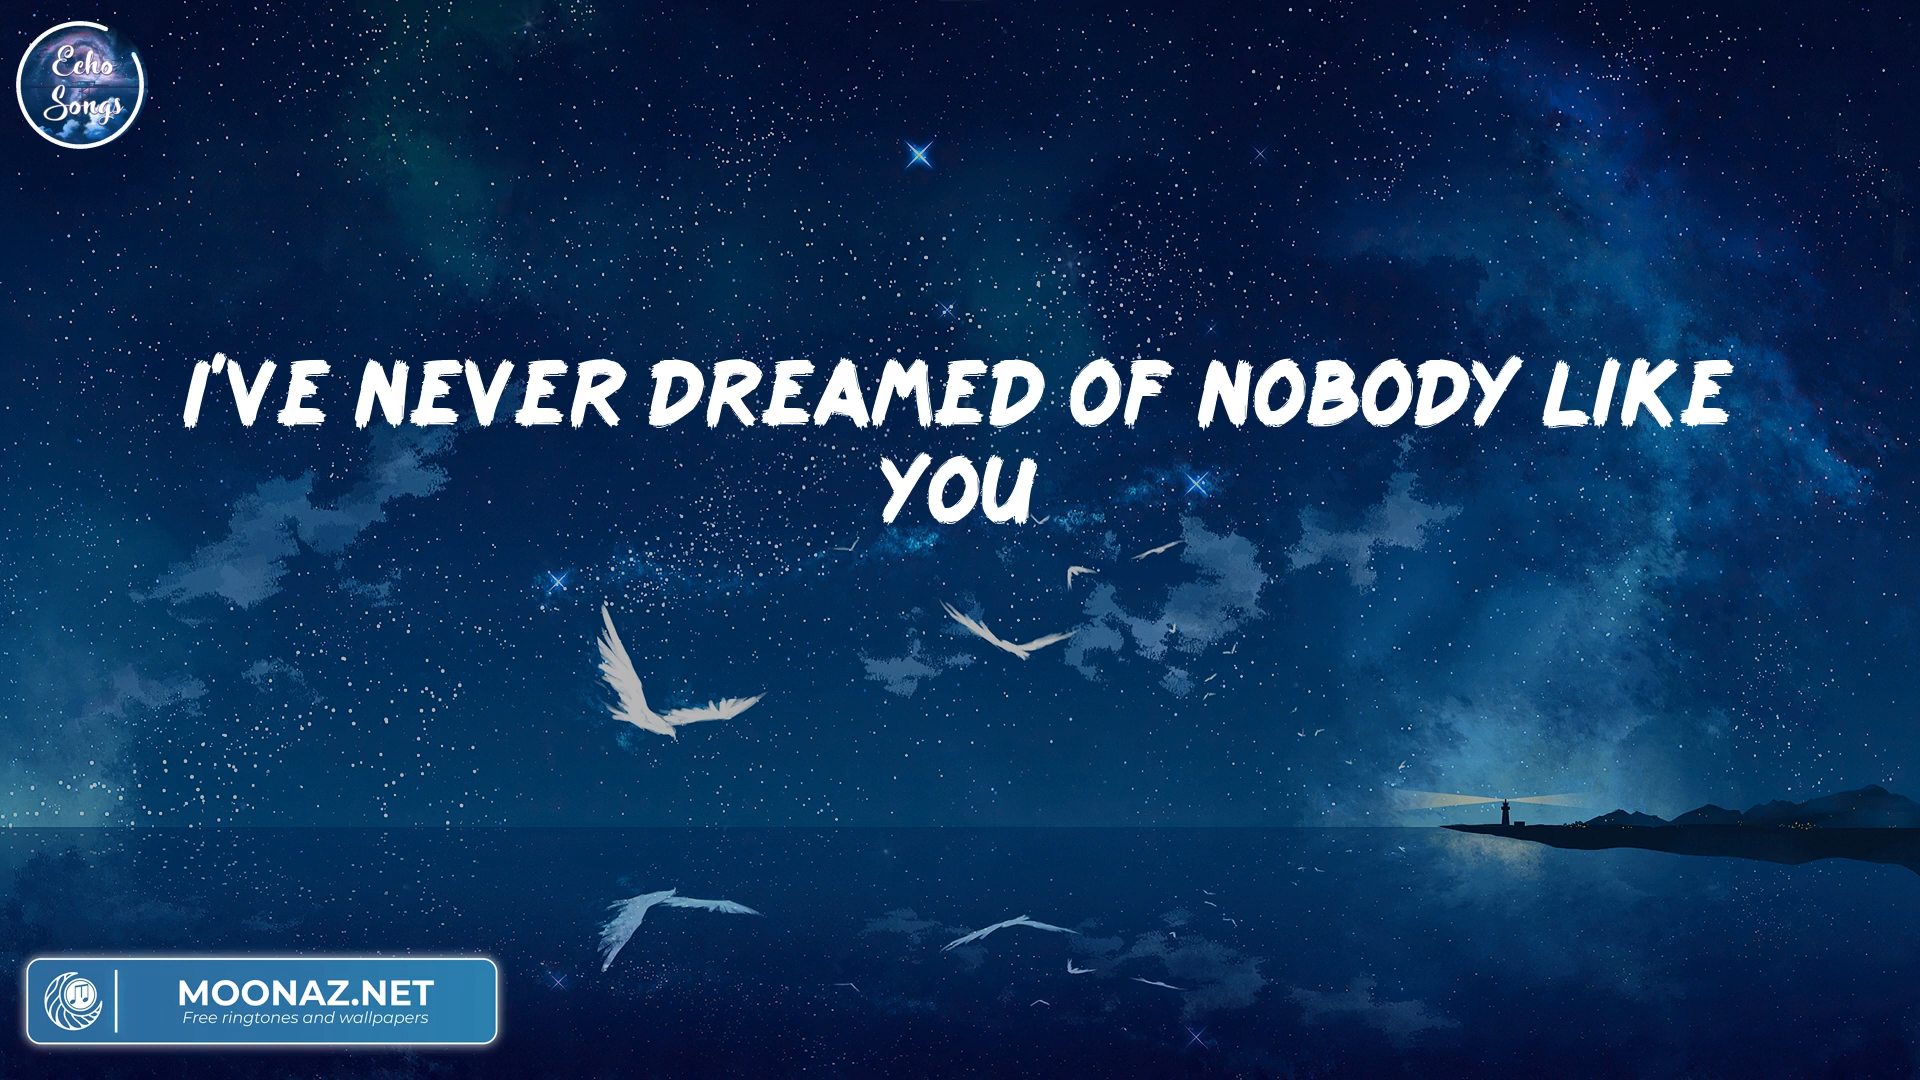 Echo
Songs
I'VE NEVER DREAMED OF NOBODY LIKE
YOU
MOONAZ.NET
Free ringtones and wallpapers